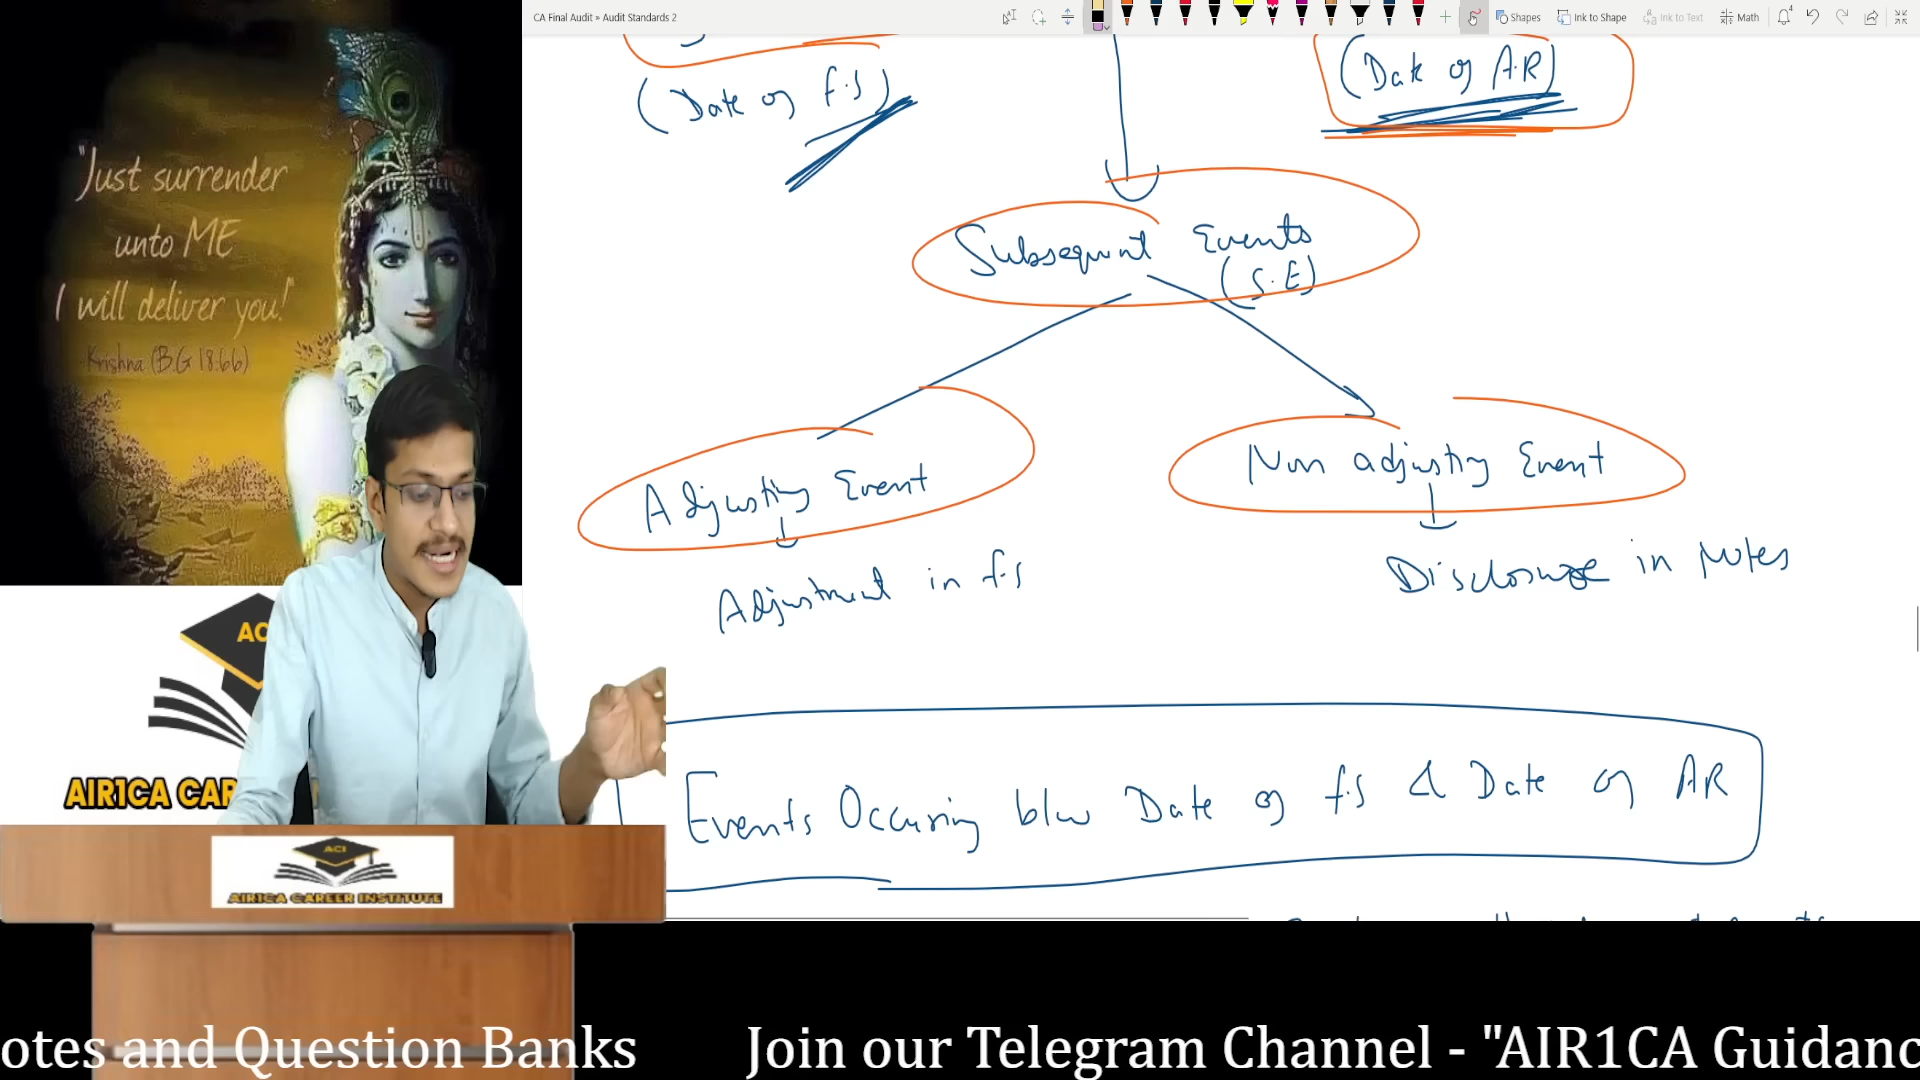 CA Final Audit » Audit Standards 2
Shapes
Ink to Shape
Ink to Text
Math
(Date of F.S)
(Date of A.R)
"Just surrender
unto ME
I will deliver you!"
-Krishna (B.G 18:66)
Subsequent Events
(S.E)
Adjusting Event
Non adjusting Event
Adjustment in f.s
Disclosure in Notes
Events Occuring b/w Date of f.s & Date of AR
AC
AIR1CA CAR
ACI
AIR1CA CAREER INSTITUTE
otes and Question Banks
Join our Telegram Channel - "AIR1CA Guidanc